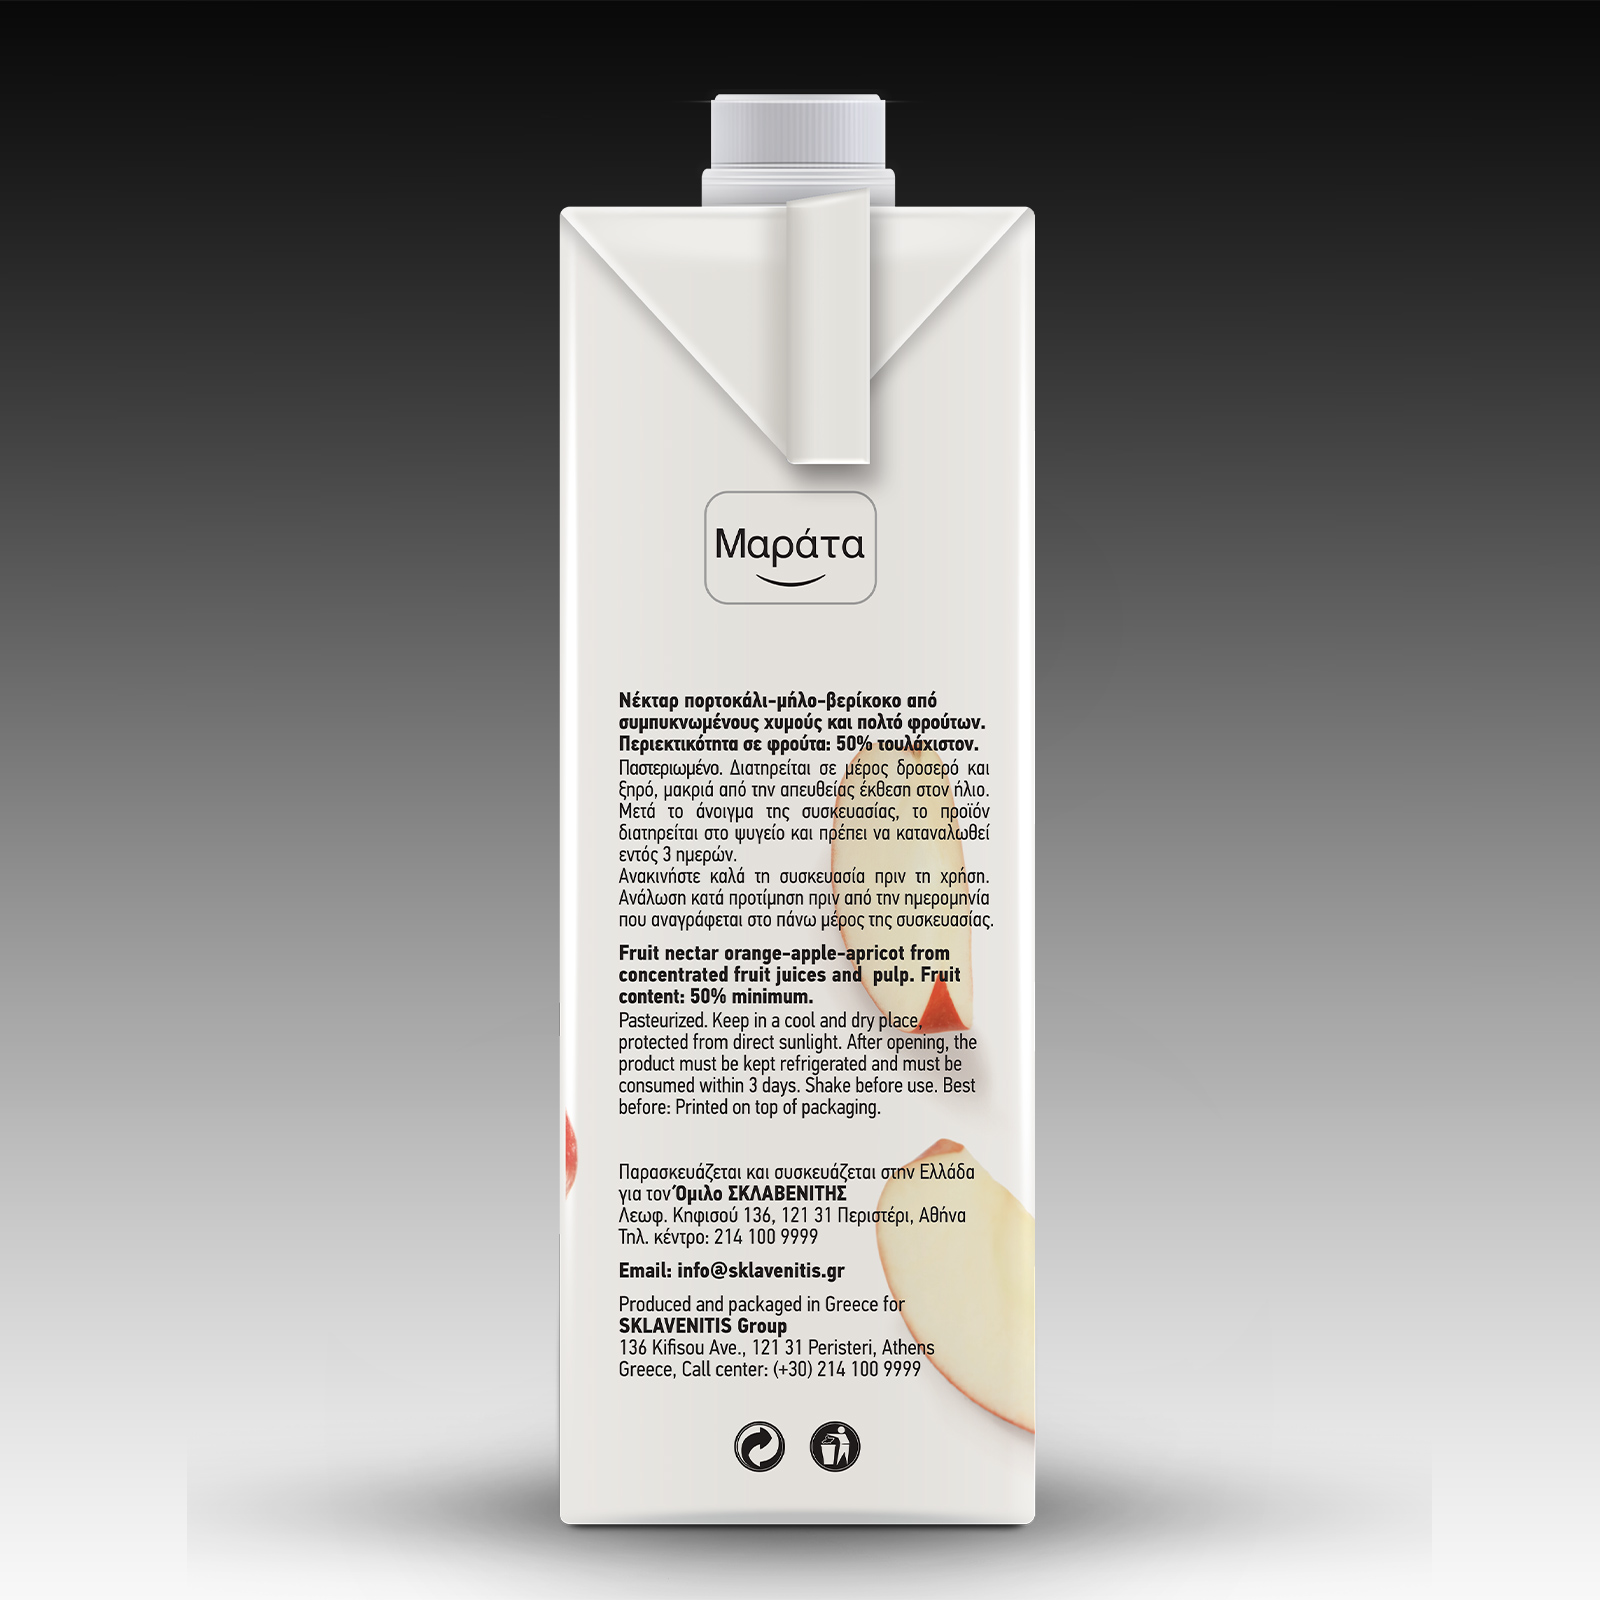 Μαράτα
Νέκταρ πορτοκάλι-μήλο-βερίκοκο από
συμπυκνωμένους χυμούς και πολτό φρούτων.
Περιεκτικότητα σε φρούτα: 50% τουλάχιστον.
Παστεριωμένο. Διατηρείται σε μέρος δροσερό και
ξηρό, μακριά από την απευθείας έκθεση στον ήλιο.
Μετά το άνοιγμα της συσκευασίας, το προϊόν
διατηρείται στο ψυγείο και πρέπει να καταναλωθεί
εντός 3 ημερών.
Ανακινήστε καλά τη συσκευασία πριν τη χρήση.
Ανάλωση κατά προτίμηση πριν από την ημερομηνία
που αναγράφεται στο πάνω μέρος της συσκευασίας.
Fruit nectar orange-apple-apricot from
concentrated fruit juices and pulp. Fruit
content: 50% minimum.
Pasteurized. Keep in a cool and dry place,
protected from direct sunlight. After opening, the
product must be kept refrigerated and must be
consumed within 3 days. Shake before use. Best
before: Printed on top of packaging.
Παρασκευάζεται και συσκευάζεται στην Ελλάδα
για τον Όμιλο ΣΚΛΑΒΕΝΙΤΗΣ
Λεωφ. Κηφισού 136, 121 31 Περιστέρι, Αθήνα
Τηλ. κέντρο: 214 100 9999
Email: info@sklavenitis.gr
Produced and packaged in Greece for
SKLAVENITIS Group
136 Kifisou Ave., 121 31 Peristeri, Athens
Greece, Call center: (+30) 214 100 9999